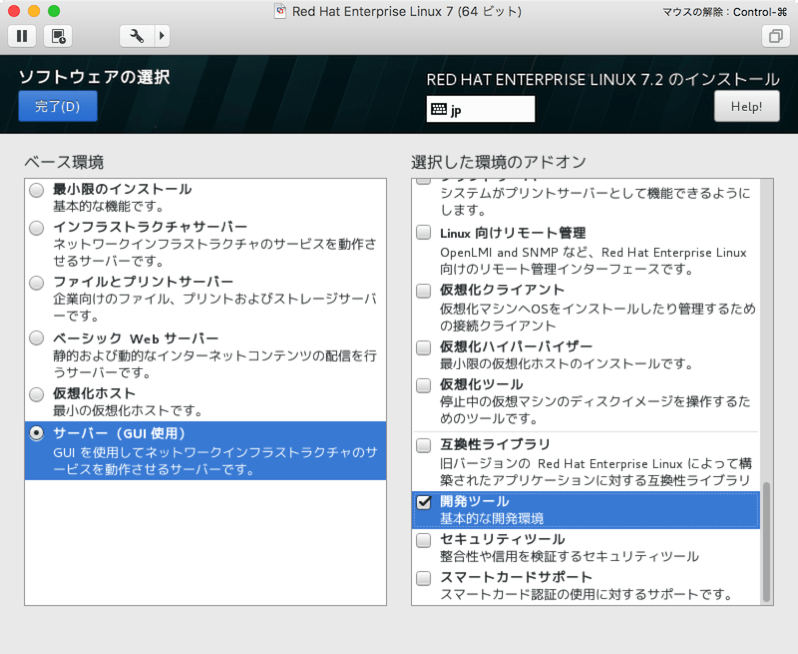 Red Hat Enterprise Linux 7 (64 ビット)
マウスの解除：Control-⌘
ソフトウェアの選択
完了(D)
RED HAT ENTERPRISE LINUX 7.2 のインストール
jp
Help!
ベース環境
最小限のインストール
基本的な機能です。
インフラストラクチャサーバー
ネットワークインフラストラクチャのサービスを動作さ
せるサーバーです。
ファイルとプリントサーバー
企業向けのファイル、プリントおよびストレージサーバ
ーです。
ベーシック Web サーバー
静的および動的なインターネットコンテンツの配信を行
うサーバーです。
仮想化ホスト
最小の仮想化ホストです。
サーバー（GUI 使用）
GUI を使用してネットワークインフラストラクチャのサ
ービスを動作させるサーバーです。
選択した環境のアドオン
プリントサーバー
システムがプリントサーバーとして機能できるように
します。
Linux 向けリモート管理
OpenLMI and SNMP など、Red Hat Enterprise Linux
向けのリモート管理インターフェースです。
仮想化クライアント
仮想化マシンへOSをインストールしたり管理するため
の接続クライアント
仮想化ハイパーバイザー
最小限の仮想化ホストのインストールです。
仮想化ツール
停止中の仮想マシンのディスクイメージを操作するた
めのツールです。
互換性ライブラリ
旧バージョンの Red Hat Enterprise Linux によって構
築されたアプリケーションに対する互換性ライブラリ
開発ツール
基本的な開発環境
セキュリティツール
整合性や信用を検証するセキュリティツール
スマートカードサポート
スマートカード認証の使用に対するサポートです。